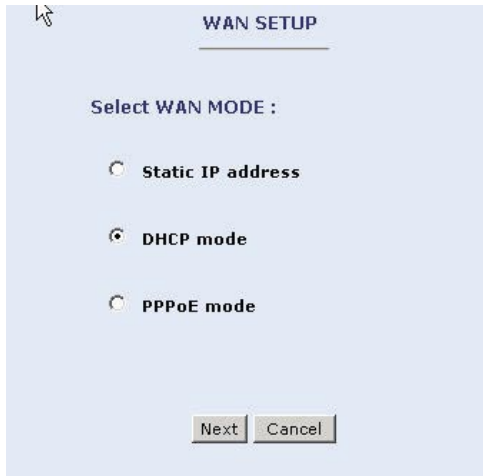 WAN SETUP
Select WAN MODE :
Static IP address
DHCP mode
PPPoE mode
Next Cancel